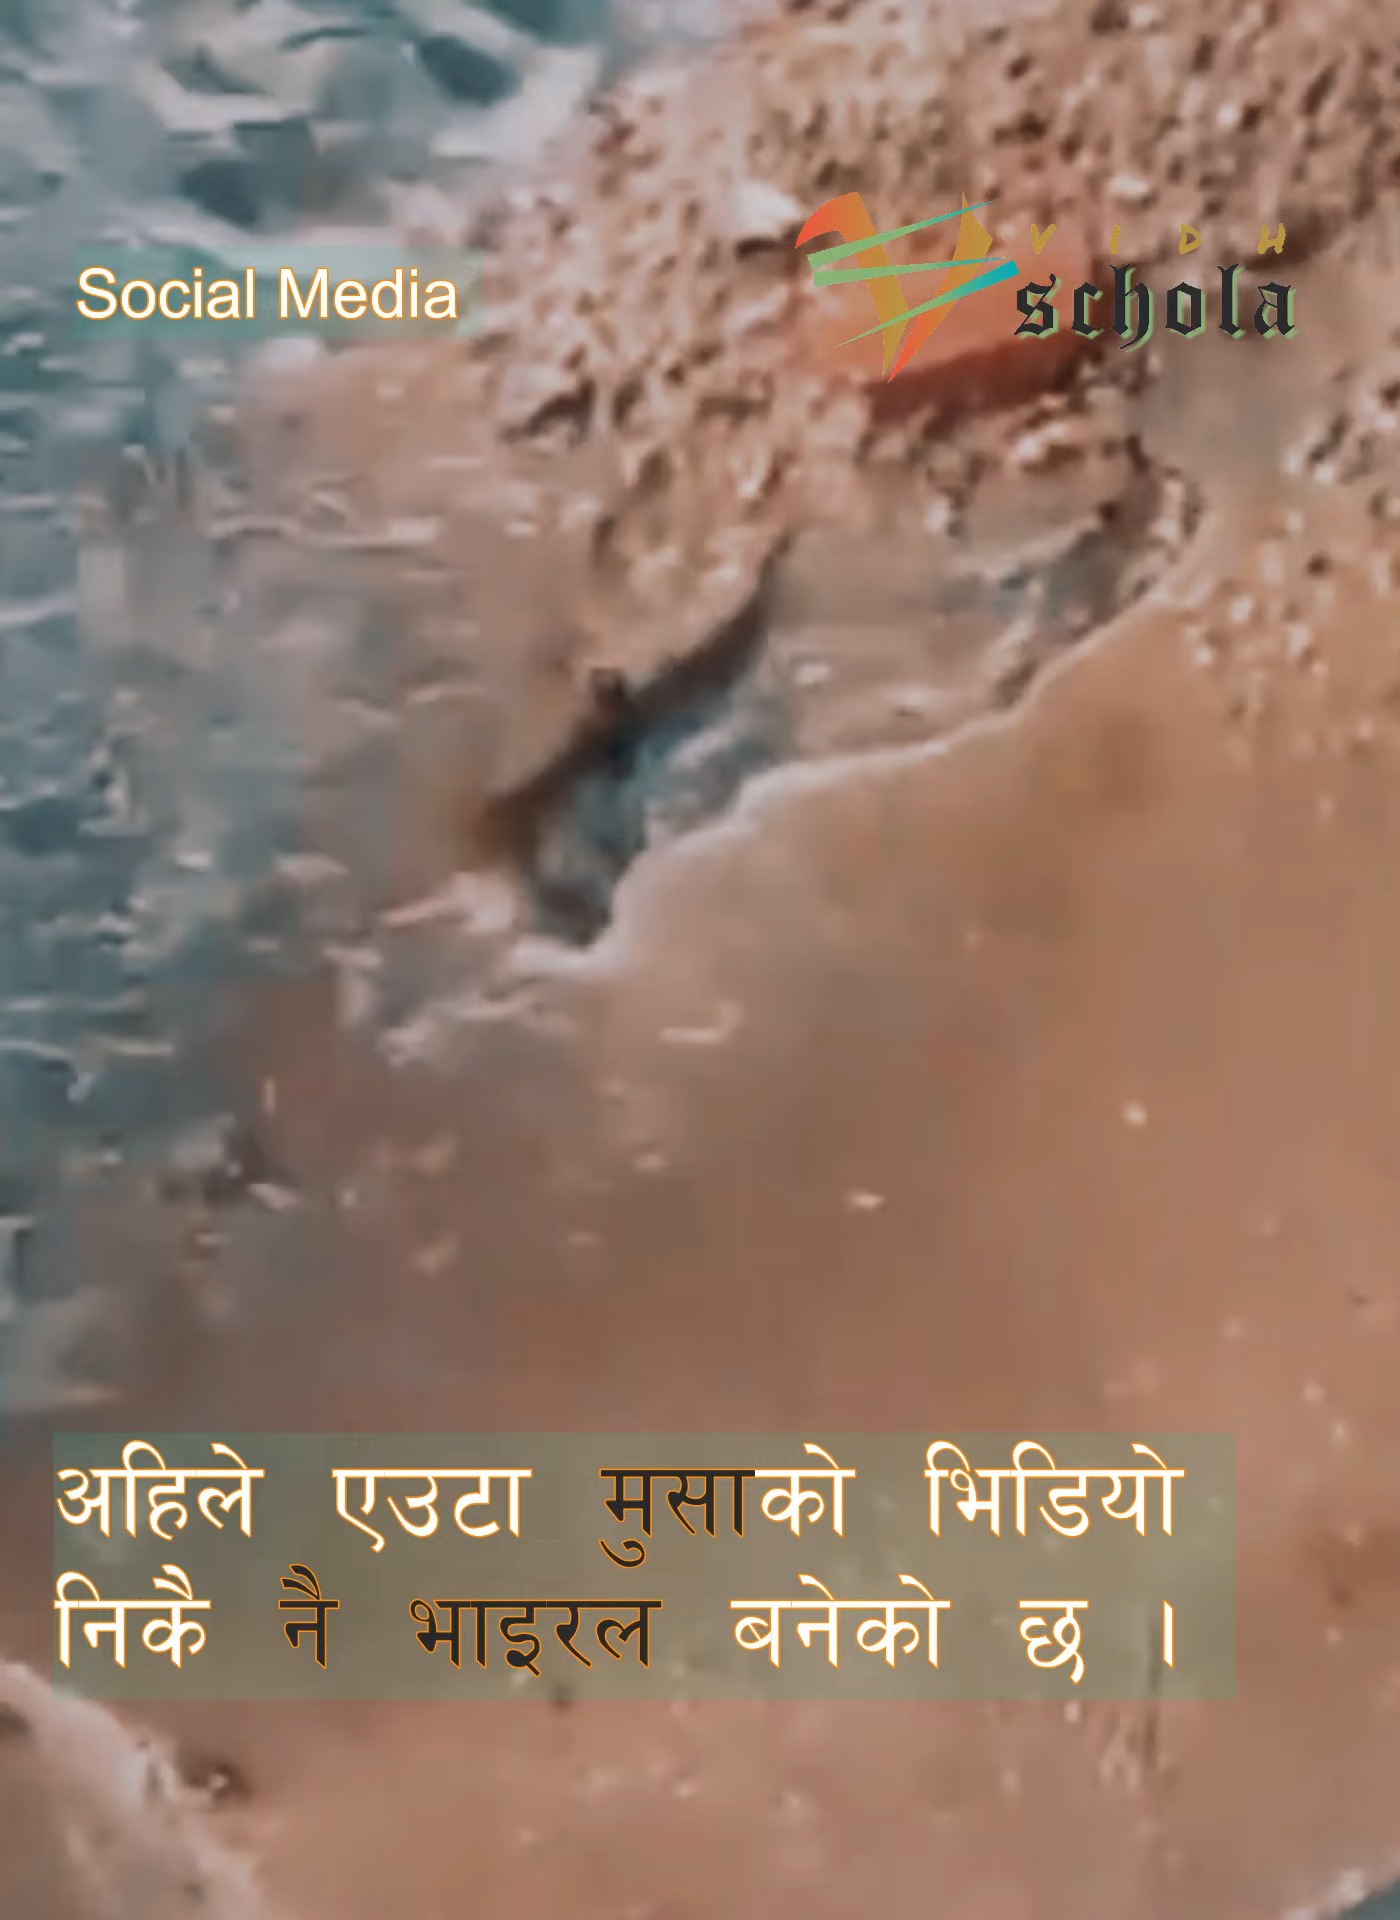 Social Media
VIDH
schola
अहिले एउटा मुसाको भिडियो
निकै नै भाइरल बनेको छ ।